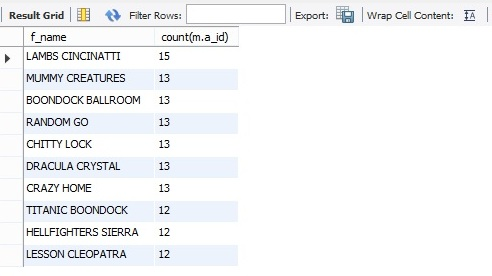 Result Grid Filter Rows: Export: Wrap Cell Content: IA
f_name count(m.a_id)
LAMBS CINCINATTI 15
MUMMY CREATURES 13
BOONDOCK BALLROOM 13
RANDOM GO 13
CHITTY LOCK 13
DRACULA CRYSTAL 13
CRAZY HOME 13
TITANIC BOONDOCK 12
HELLFIGHTERS SIERRA 12
LESSON CLEOPATRA 12